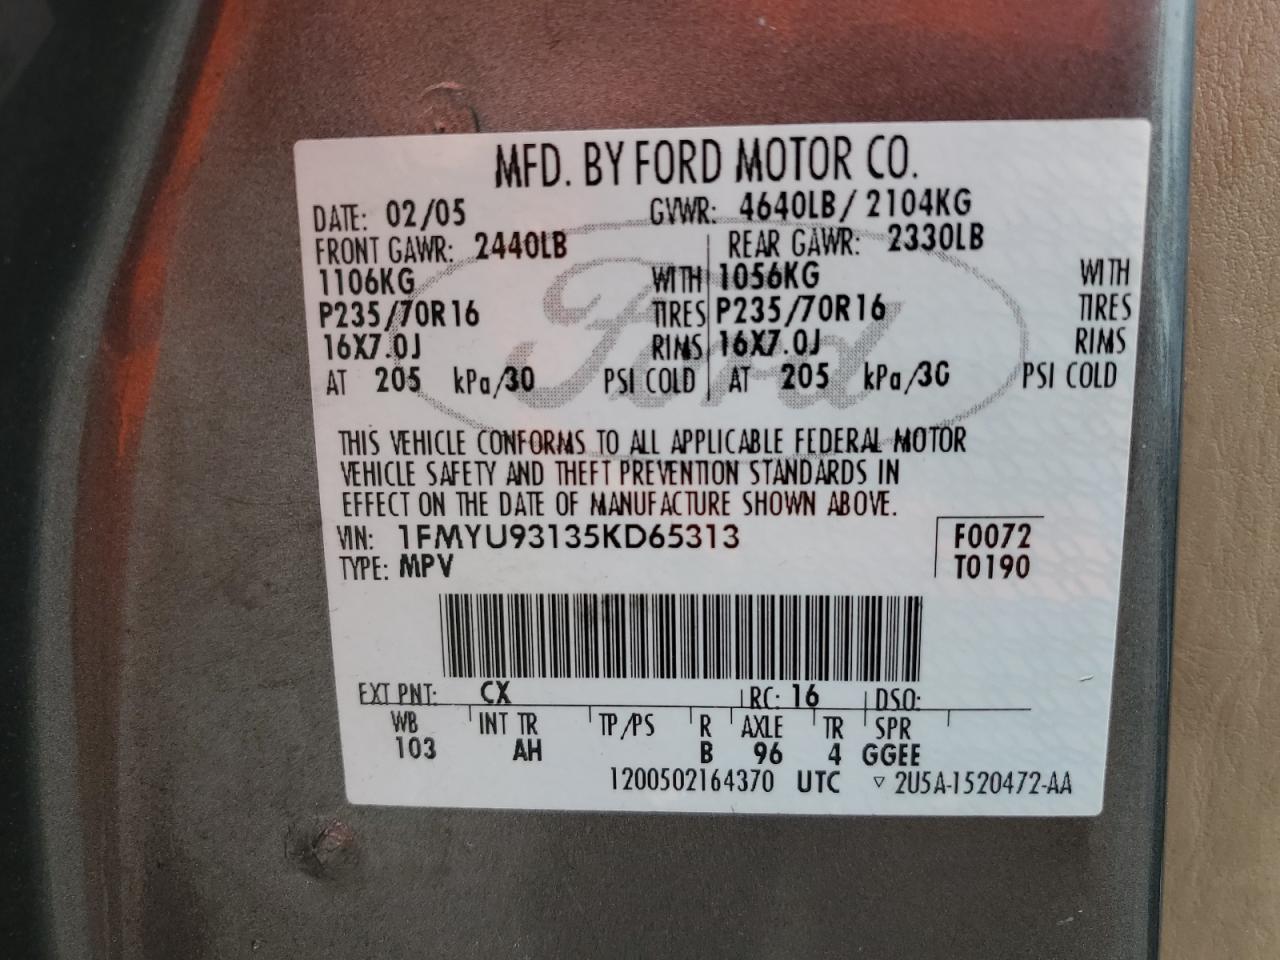 MFD. BY FORD MOTOR CO.
DATE: 02/05 GVWR: 4640LB/ 2104KG
FRONT GAWR: 2440LB REAR GAWR: 2330LB
1106KG WITH 1056KG WITH
P235/70R16 TIRES P235/70R16 TIRES
16X7.0J RIMS 16X7.0J RIMS
AT 205 kPa/30 PSI COLD AT 205 kPa/30 PSI COLD
Ford
THIS VEHICLE CONFORMS TO ALL APPLICABLE FEDERAL MOTOR
VEHICLE SAFETY AND THEFT PREVENTION STANDARDS IN
EFFECT ON THE DATE OF MANUFACTURE SHOWN ABOVE.
VIN: 1FMYU93135KD65313 F0072
TYPE: MPV T0190
EXT PNT: CX RC: 16 DSO:
WB INT TR TP/PS R AXLE TR SPR
103 AH B 96 4 GGEE
1200502164370 UTC ▿ 2U5A-1520472-AA